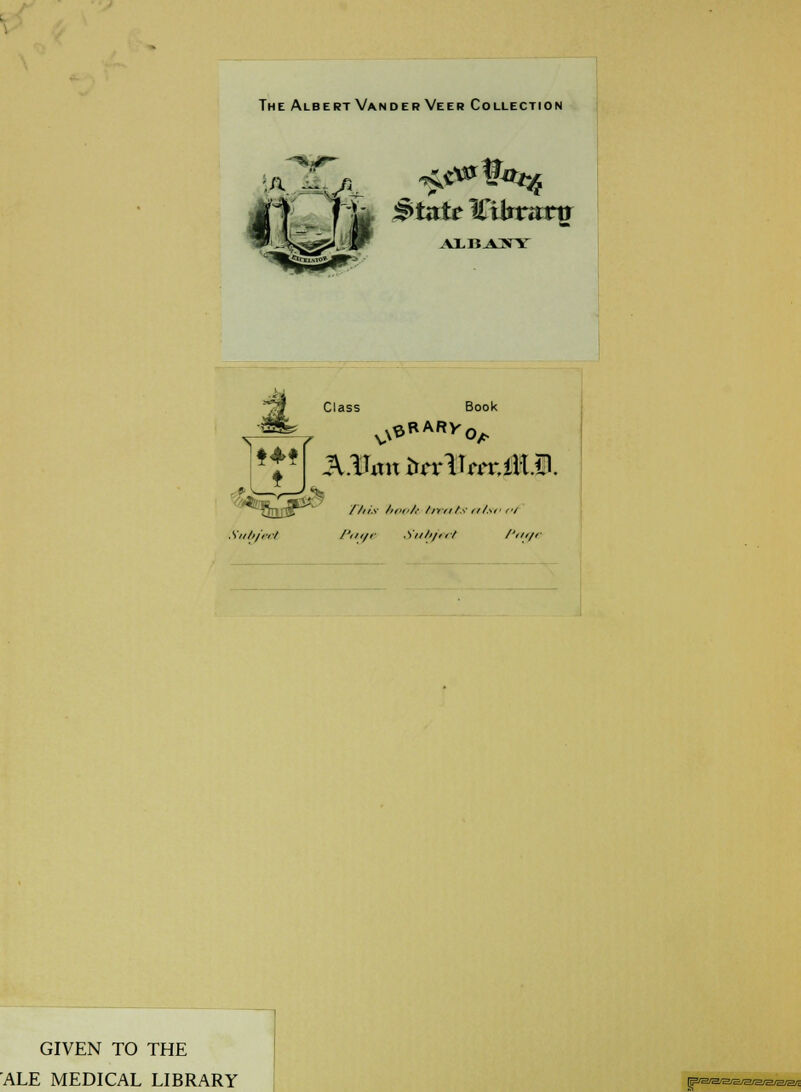 THE ALBERT VANDER VEER COLLECTION
New York
State Library
ALBANY
EXCELSIOR
Class Book
LIBRARY OF
A. Van der Veer, M.D.
This book treats also of
Subject Page Subject Page
GIVEN TO THE
ALE MEDICAL LIBRARY